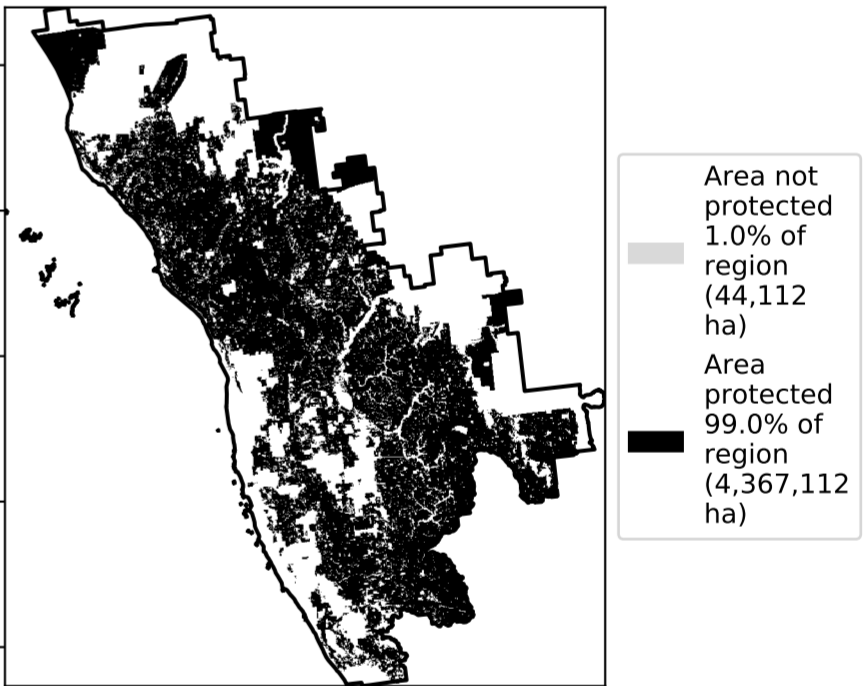 Area not
protected
1.0% of
region
(44,112
ha)
Area
protected
99.0% of
region
(4,367,112
ha)